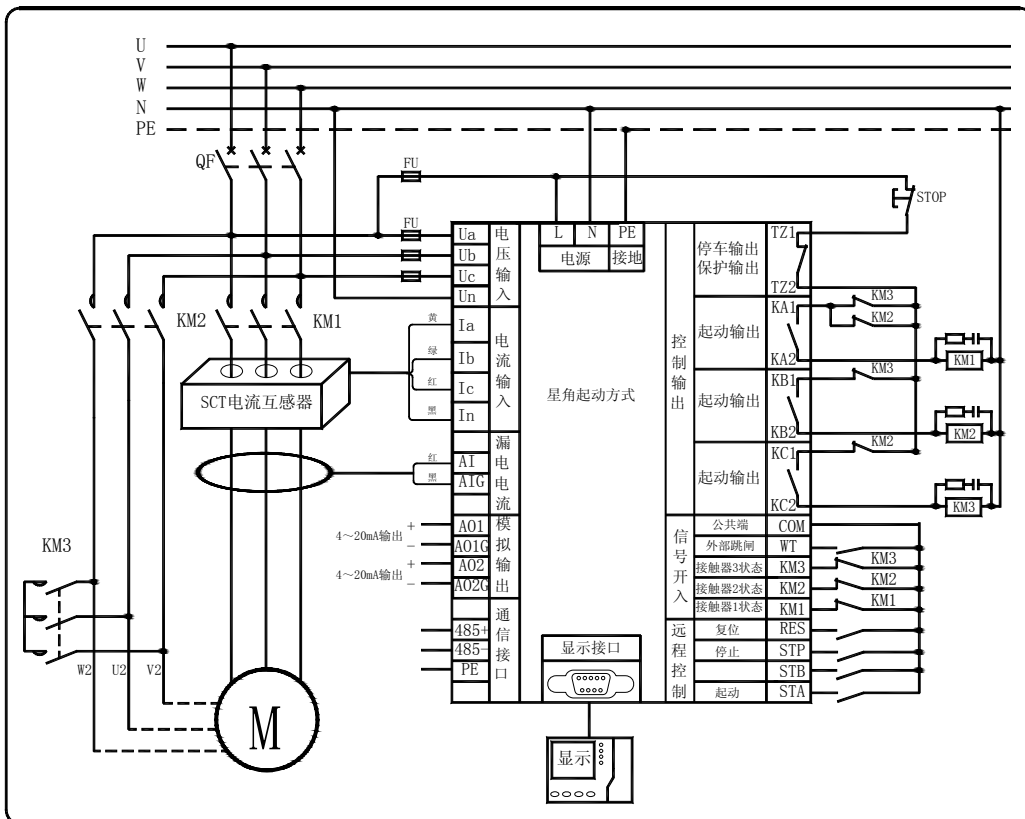 U
V
W
N
PE
QF
FU
FU
STOP
KM2
KM1
SCT电流互感器
KM3
W2
U2
V2
M
Ua
Ub
Uc
Un
电压输入
黄
绿
红
黑
Ia
Ib
Ic
In
电流输入
红
黑
AI
AIG
漏电电流
4～20mA输出
+
−
4～20mA输出
+
−
AO1
AO1G
AO2
AO2G
模拟输出
485+
485-
PE
通信接口
L
N
PE
电源
接地
星角起动方式
显示接口
显示
控制输出
停车输出
保护输出
TZ1
TZ2
起动输出
KA1
KA2
起动输出
KB1
KB2
起动输出
KC1
KC2
KM3
KM2
KM1
KM3
KM2
KM2
KM3
信号开入
公共端
COM
外部跳闸
WT
接触器3状态
KM3
接触器2状态
KM2
接触器1状态
KM1
KM3
KM2
KM1
远程控制
复位
RES
停止
STP
STB
起动
STA